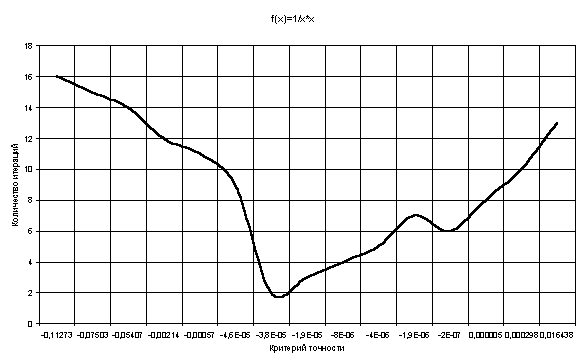 f(x)=1/x*x
18
16
14
12
10
8
6
4
2
0
Количество итераций
-0,11273 -0,07503 -0,05407 -0,00214 -0,00057 -4,6E-05 -3,8E-05 -1,9E-05 -8E-06 -4E-06 -1,9E-06 -2E-07 0,000005 0,000298 0,016438
Критерий точности